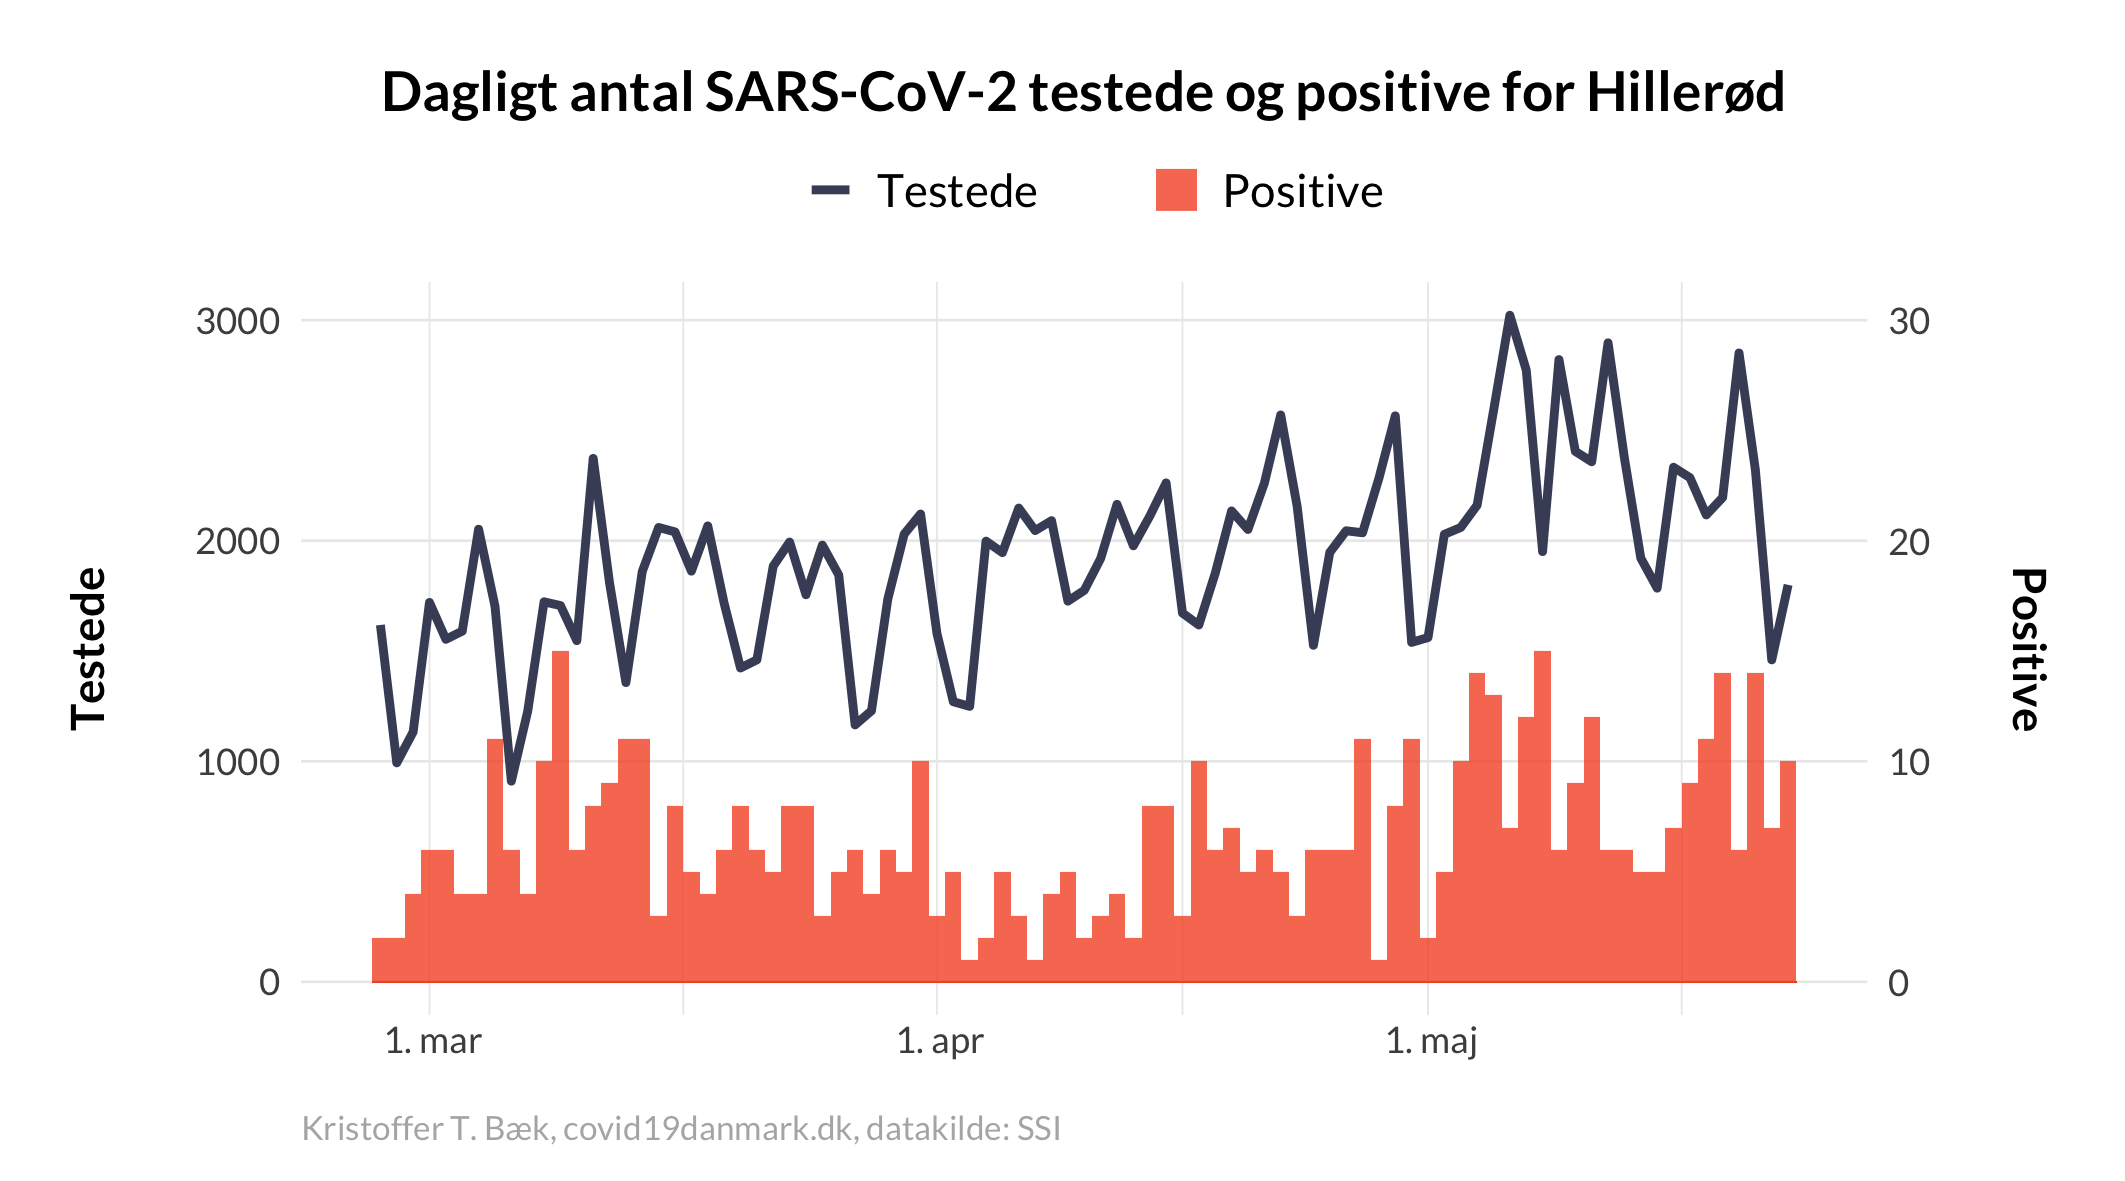 Dagligt antal SARS-CoV-2 testede og positive for Hillerød
Testede
Positive
3000
2000
1000
0
30
20
10
0
Testede
Positive
1. mar
1. apr
1. maj
Kristoffer T. Bæk, covid19danmark.dk, datakilde: SSI